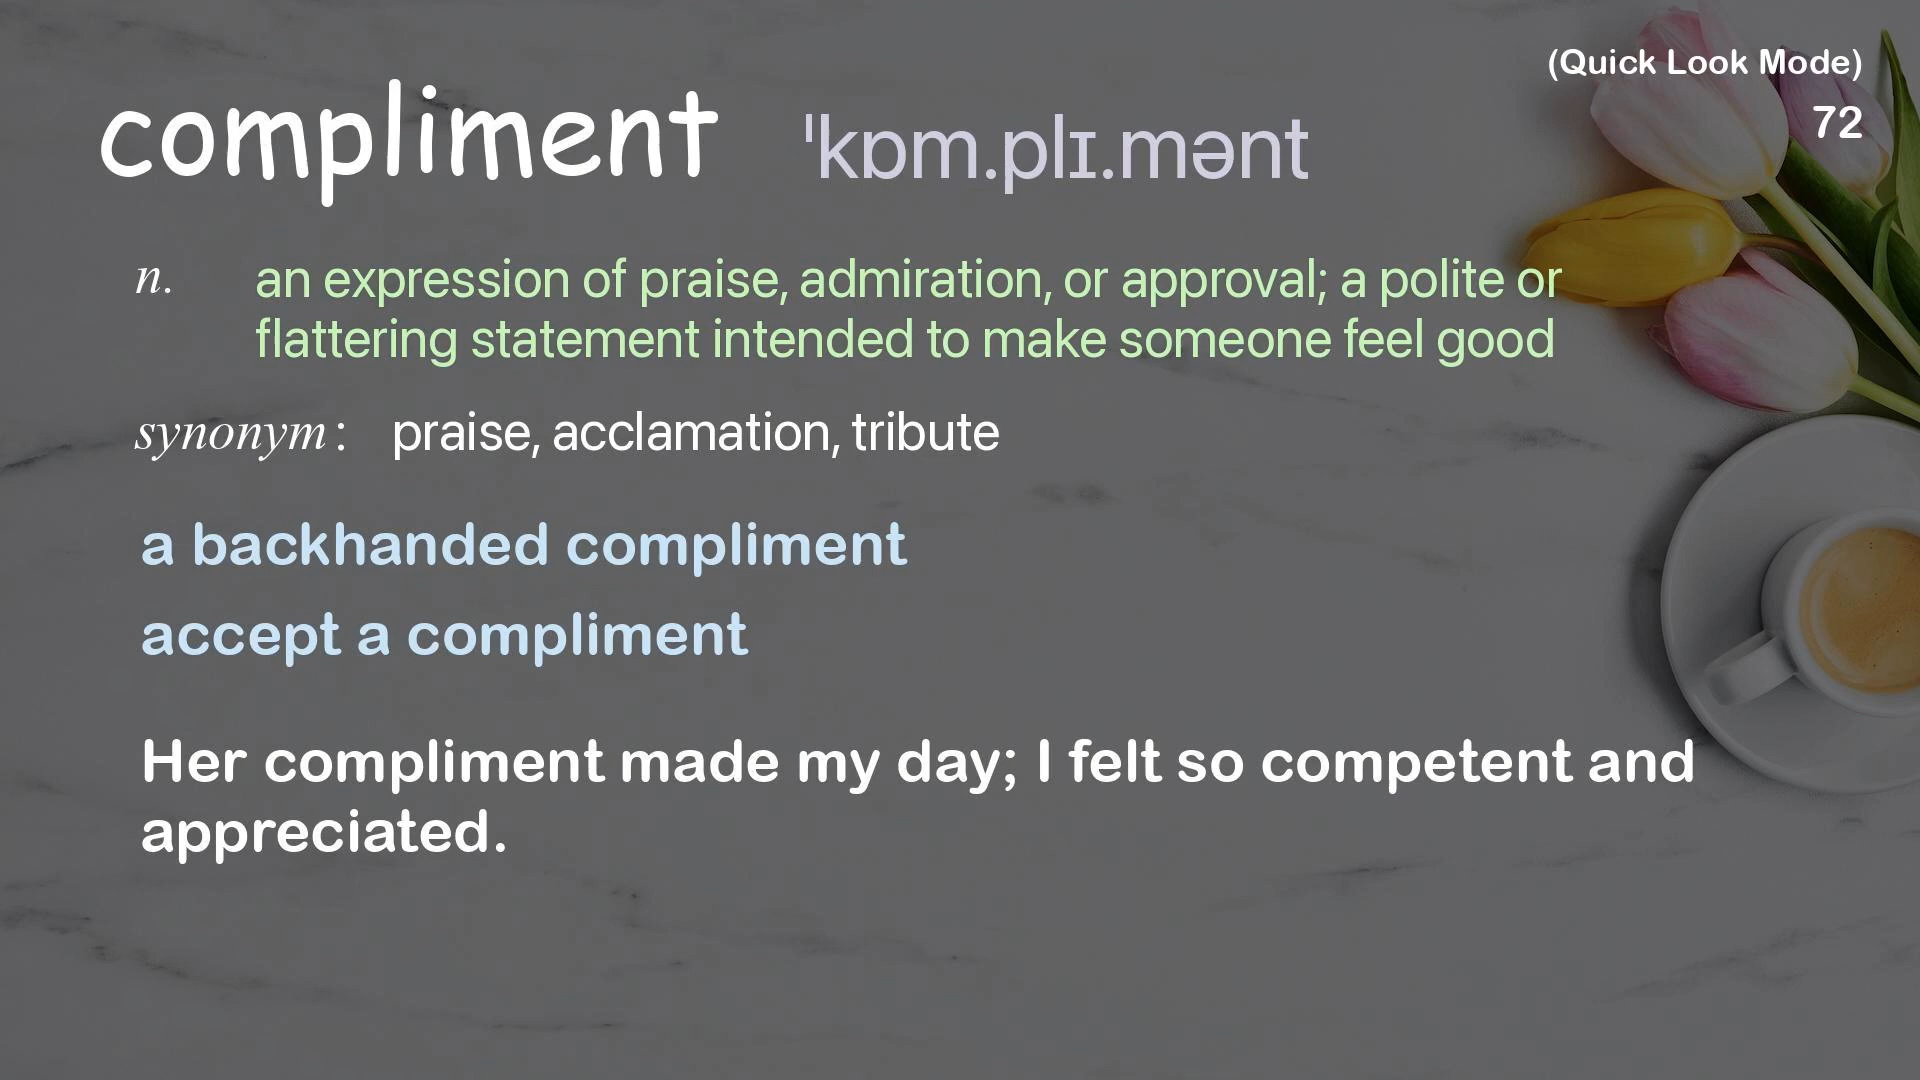 (Quick Look Mode)
72
compliment ˈkɒm.plɪ.mənt
n. an expression of praise, admiration, or approval; a polite or
flattering statement intended to make someone feel good
synonym: praise, acclamation, tribute
a backhanded compliment
accept a compliment
Her compliment made my day; I felt so competent and
appreciated.